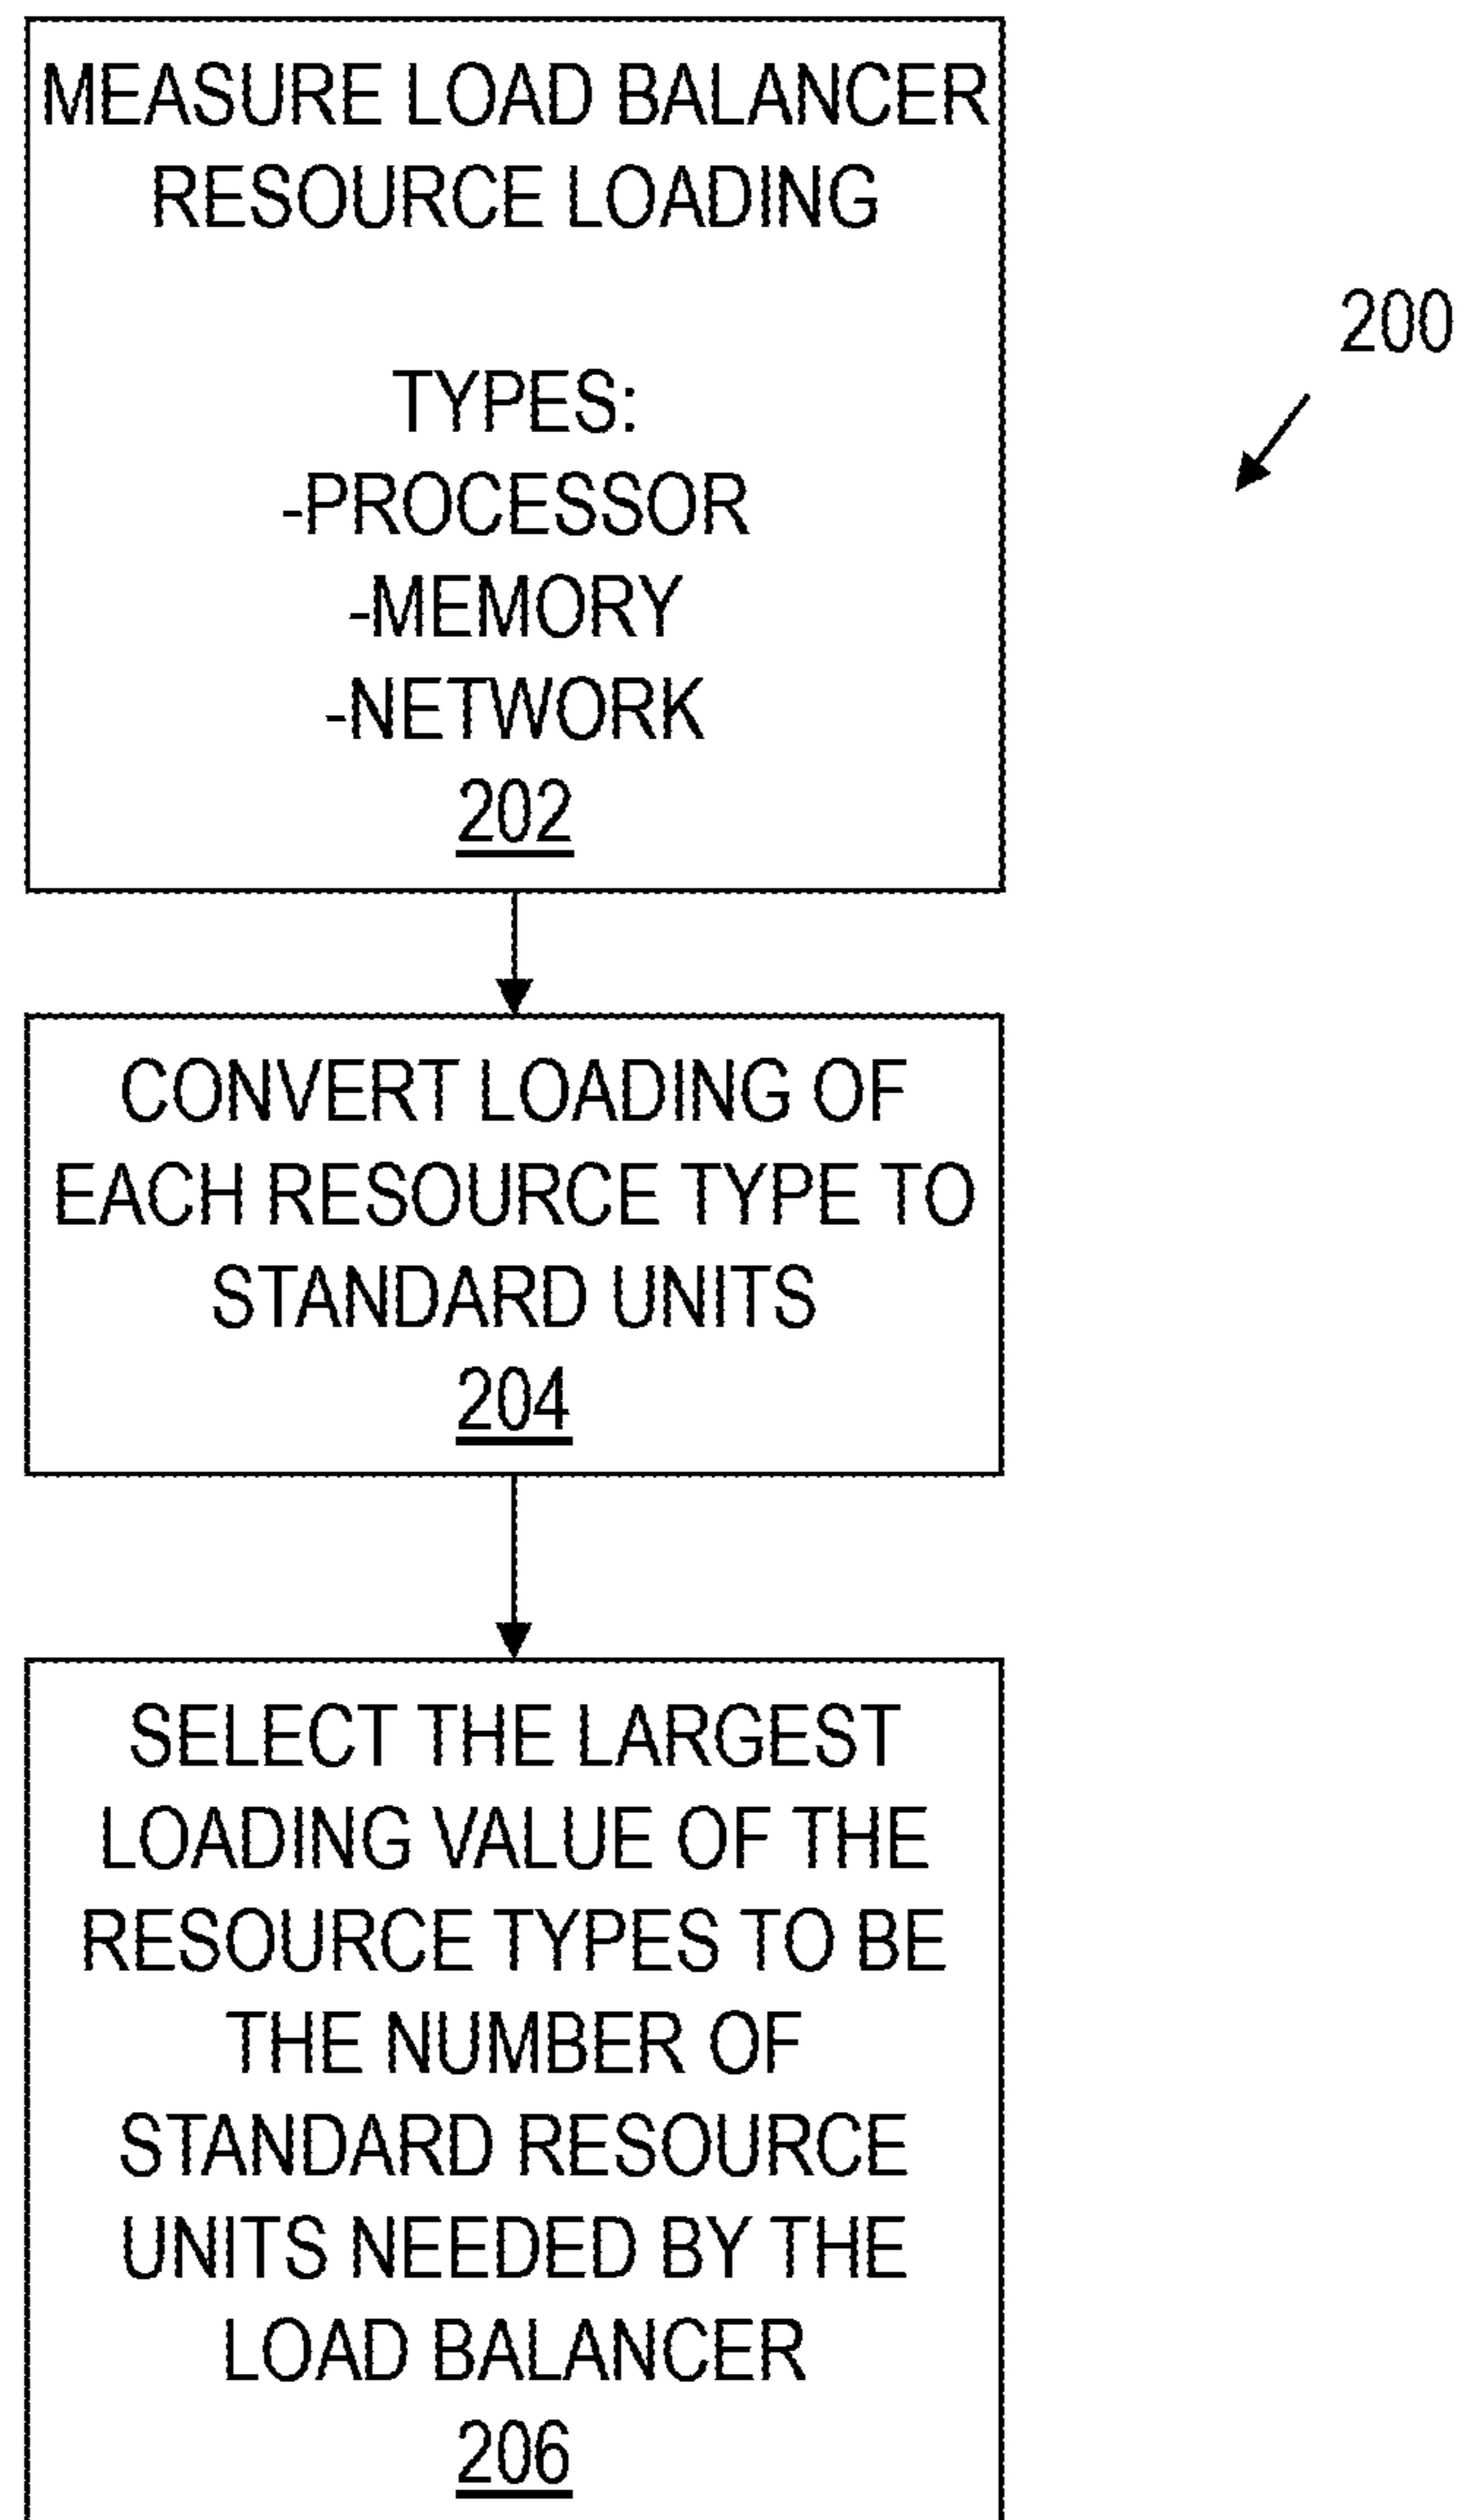 MEASURE LOAD BALANCER
RESOURCE LOADING
200
TYPES:
-PROCESSOR
-MEMORY
-NETWORK
202
CONVERT LOADING OF
EACH RESOURCE TYPE TO
STANDARD UNITS
204
SELECT THE LARGEST
LOADING VALUE OF THE
RESOURCE TYPES TO BE
THE NUMBER OF
STANDARD RESOURCE
UNITS NEEDED BY THE
LOAD BALANCER
206